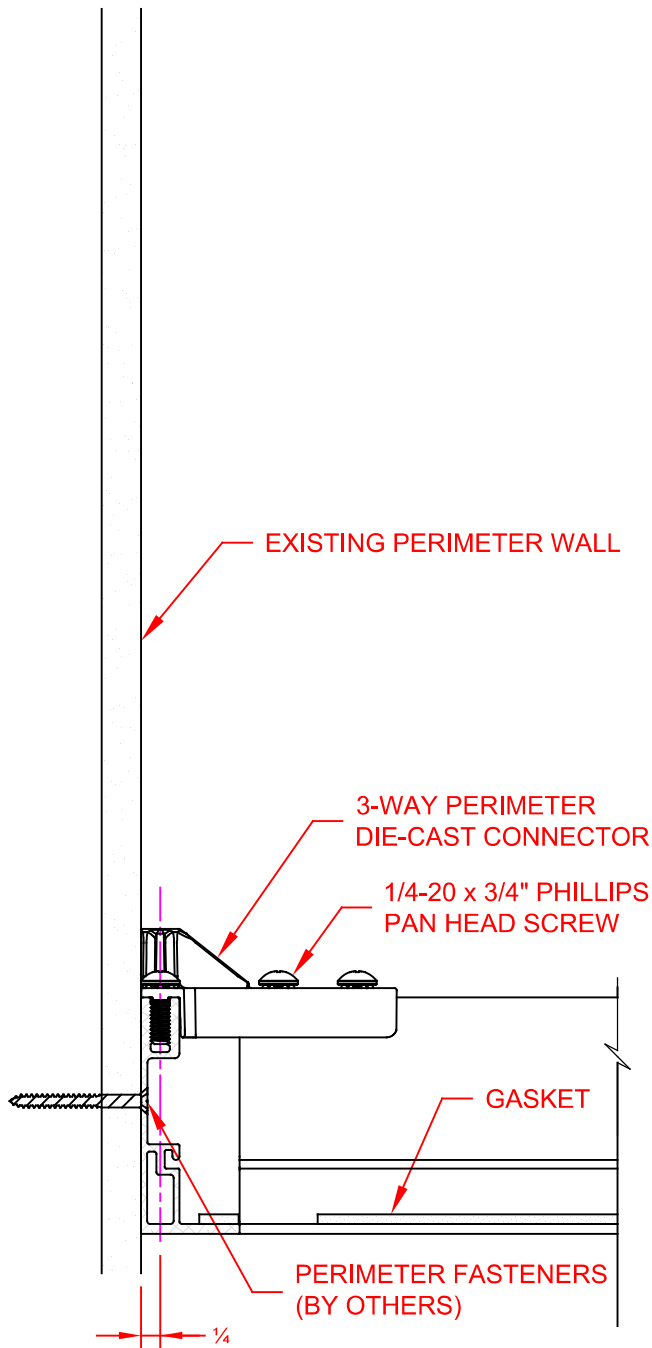 EXISTING PERIMETER WALL
3-WAY PERIMETER
DIE-CAST CONNECTOR
1/4-20 x 3/4" PHILLIPS
PAN HEAD SCREW
GASKET
PERIMETER FASTENERS
(BY OTHERS)
¼